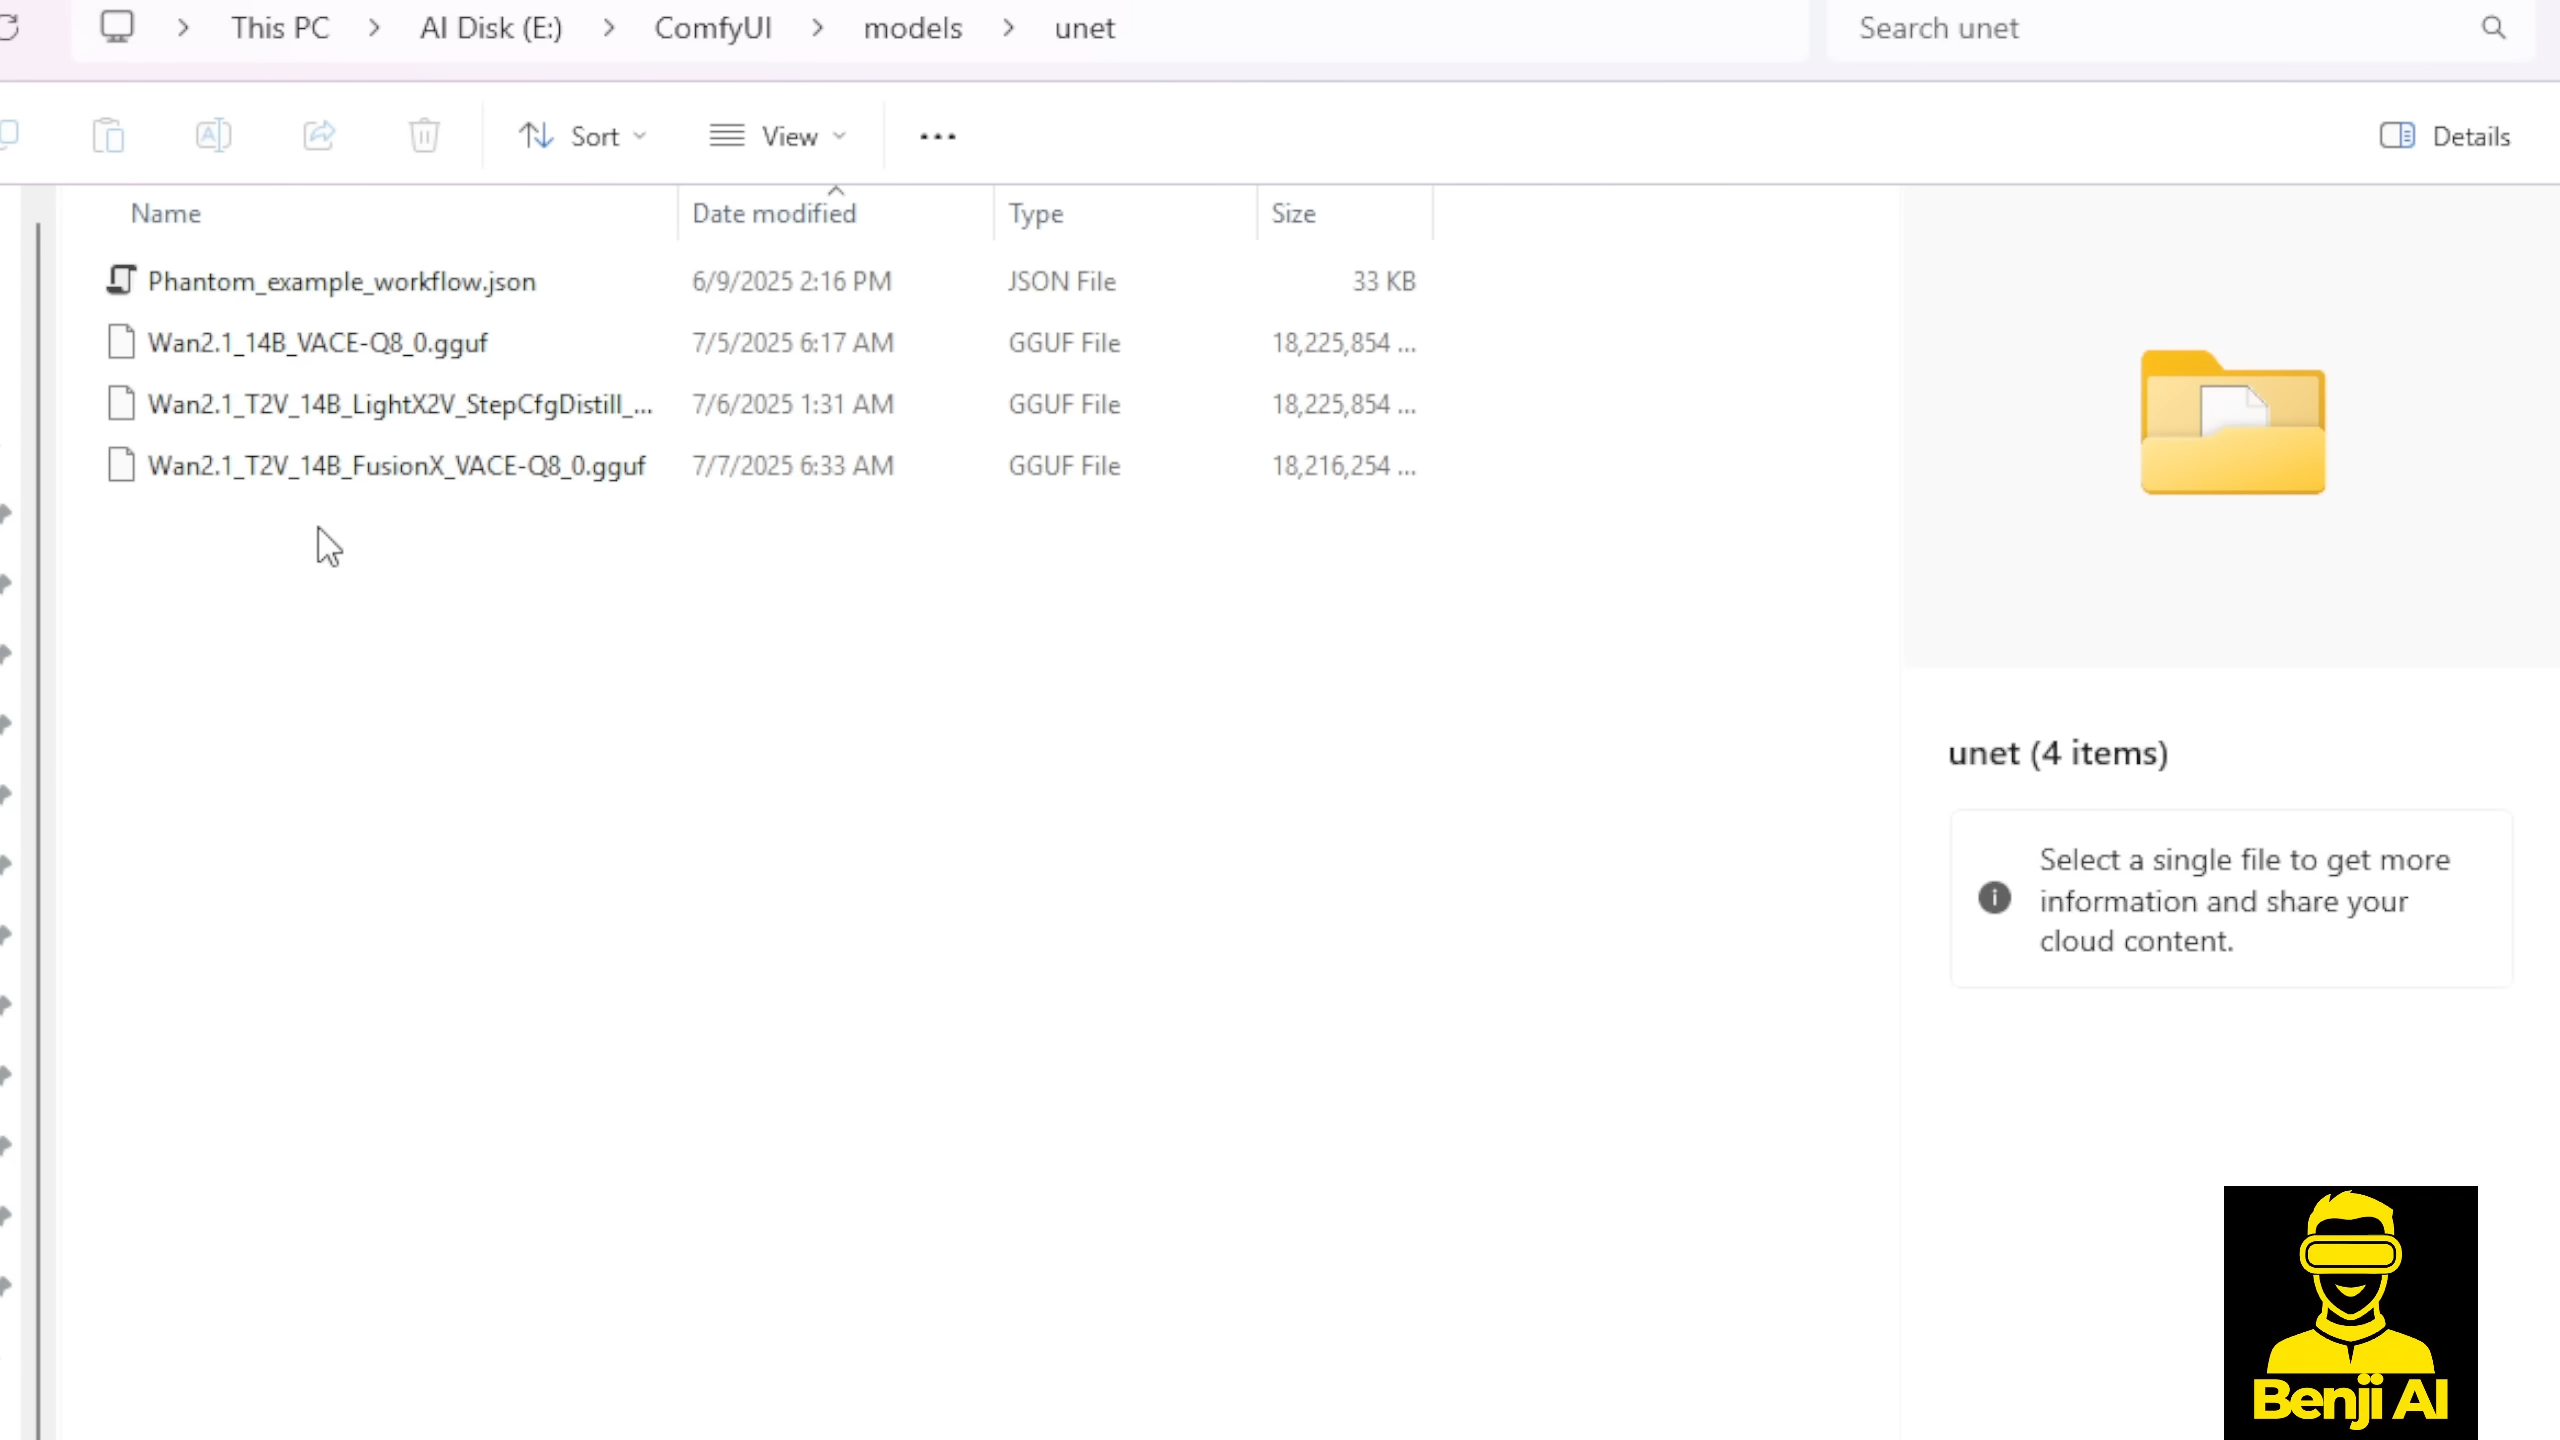 This PC > AI Disk (E:) > ComfyUI > models > unet
Search unet
Sort
View
Details
Name Date modified Type Size
Phantom_example_workflow.json 6/9/2025 2:16 PM JSON File 33 KB
Wan2.1_14B_VACE-Q8_0.gguf 7/5/2025 6:17 AM GGUF File 18,225,854 ...
Wan2.1_T2V_14B_LightX2V_StepCfgDistill_... 7/6/2025 1:31 AM GGUF File 18,225,854 ...
Wan2.1_T2V_14B_FusionX_VACE-Q8_0.gguf 7/7/2025 6:33 AM GGUF File 18,216,254 ...
unet (4 items)
Select a single file to get more
information and share your
cloud content.
Benji AI